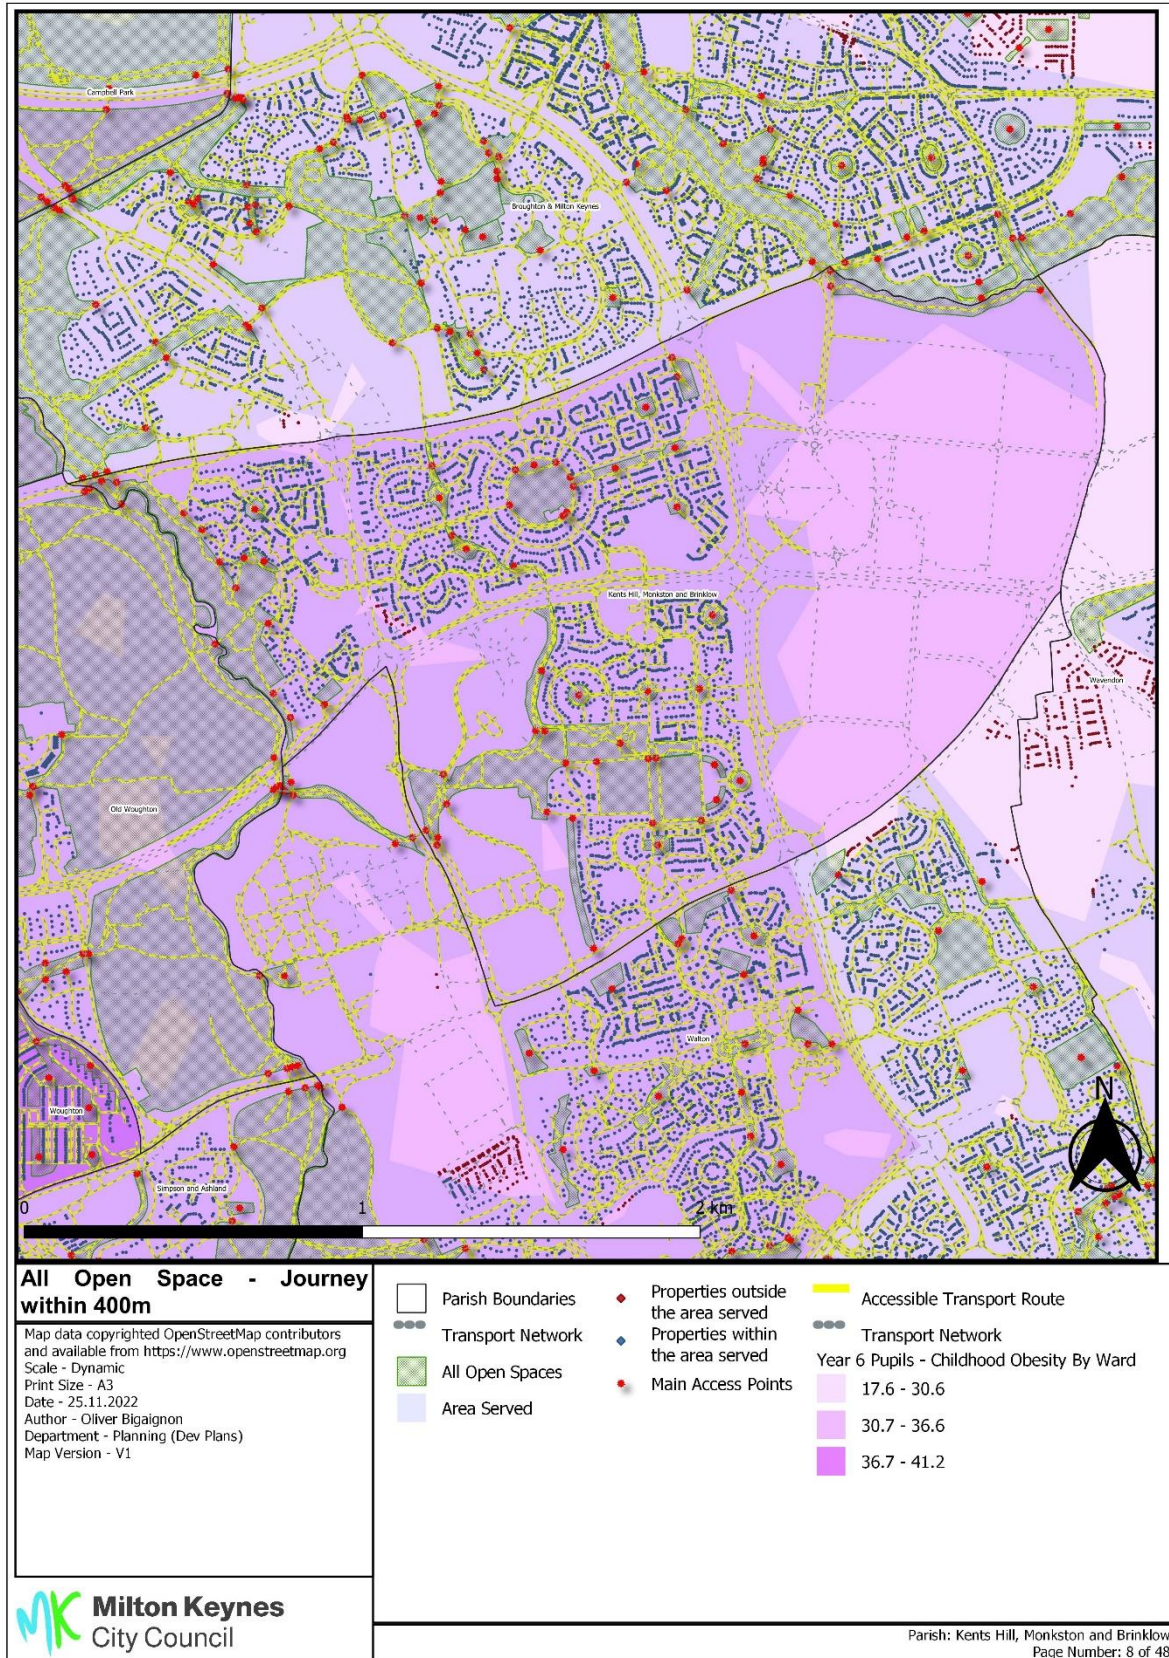 Campbell Park
Broughton & Milton Keynes
Kents Hill, Monkston and Brinklow
Wavendon
Old Woughton
Walton
Woughton
Simpson and Ashland
N
0
1
2 km
All Open Space - Journey
within 400m
Map data copyrighted OpenStreetMap contributors
and available from https://www.openstreetmap.org
Scale - Dynamic
Print Size - A3
Date - 25.11.2022
Author - Oliver Bigaignon
Department - Planning (Dev Plans)
Map Version - V1
MK Milton Keynes
City Council
Parish Boundaries
Transport Network
All Open Spaces
Area Served
Properties outside
the area served
Properties within
the area served
Main Access Points
Accessible Transport Route
Transport Network
Year 6 Pupils - Childhood Obesity By Ward
17.6 - 30.6
30.7 - 36.6
36.7 - 41.2
Parish: Kents Hill, Monkston and Brinklow
Page Number: 8 of 48